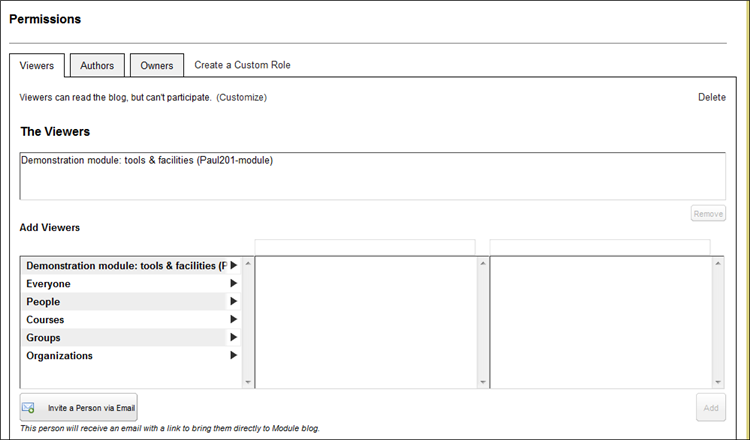 Permissions
Viewers Authors Owners Create a Custom Role
Viewers can read the blog, but can't participate. (Customize) Delete
The Viewers
Demonstration module: tools & facilities (Paul201-module)
Remove
Add Viewers
Demonstration module: tools & facilities (F
Everyone
People
Courses
Groups
Organizations
Invite a Person via Email Add
This person will receive an email with a link to bring them directly to Module blog.